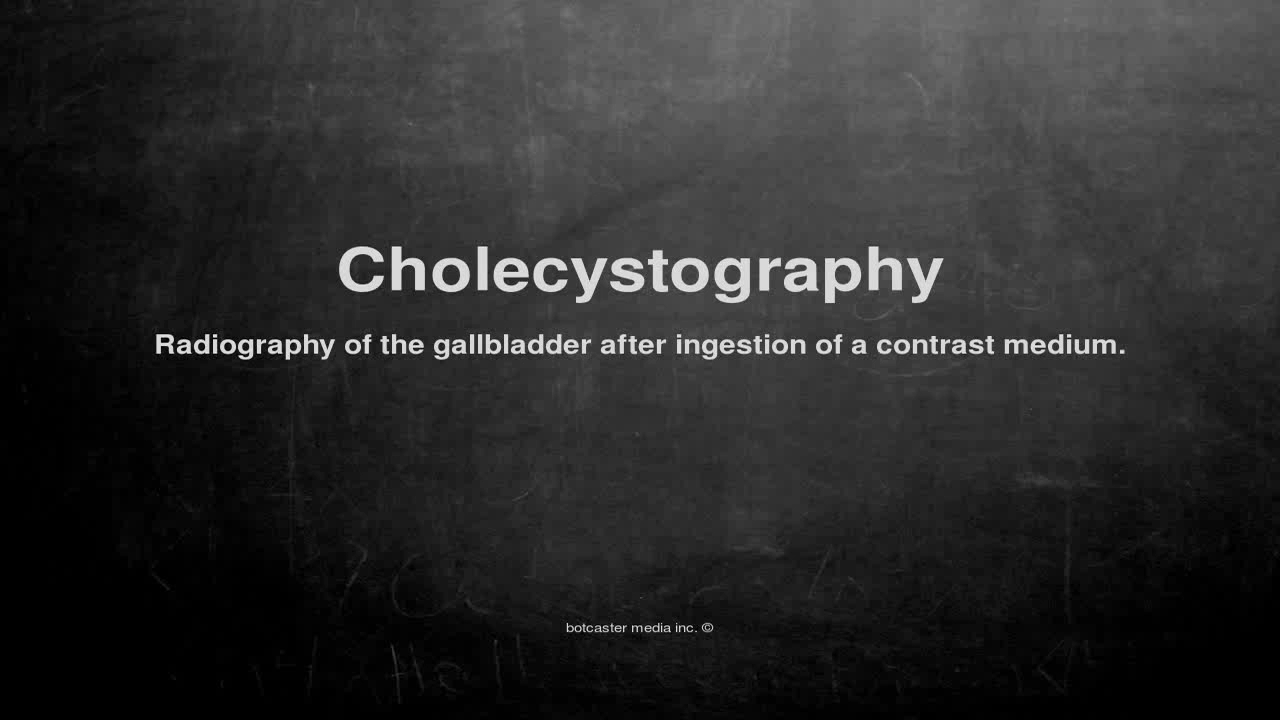 Cholecystography
Radiography of the gallbladder after ingestion of a contrast medium.
botcaster media inc. ©